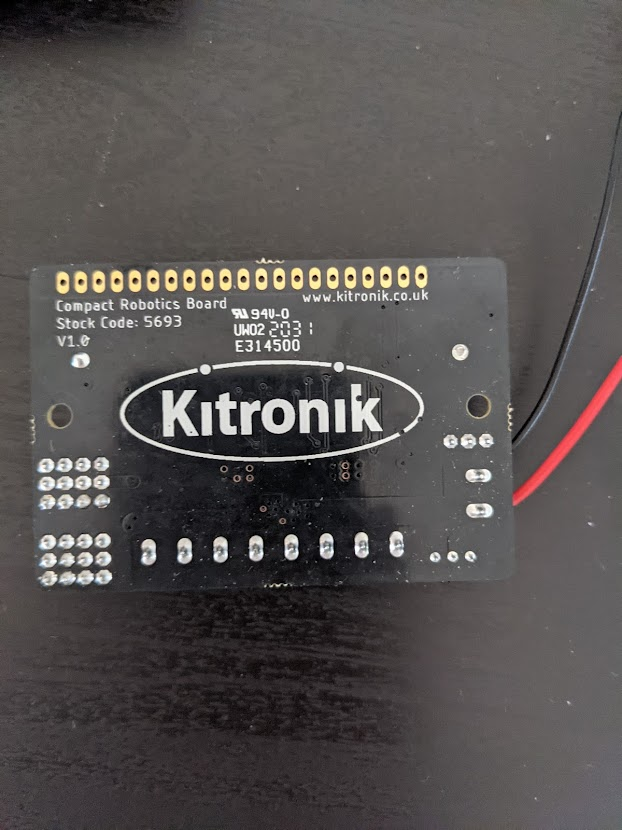 Compact Robotics Board
www.kitronik.co.uk
Stock Code: 5693
V1.0
94V-0
UW02 2031
E314500
Kitronik